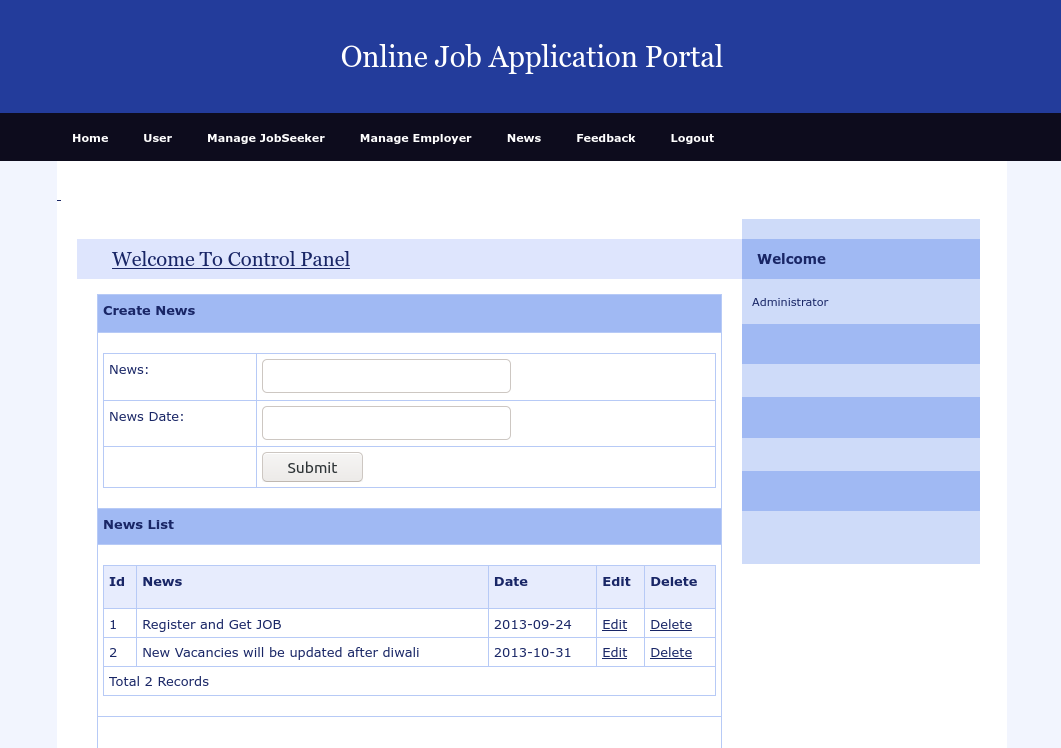 Online Job Application Portal
Home User Manage JobSeeker Manage Employer News Feedback Logout
Welcome To Control Panel
Welcome
Administrator
Create News
News:
News Date:
Submit
News List
Id News Date Edit Delete
1 Register and Get JOB 2013-09-24 Edit Delete
2 New Vacancies will be updated after diwali 2013-10-31 Edit Delete
Total 2 Records